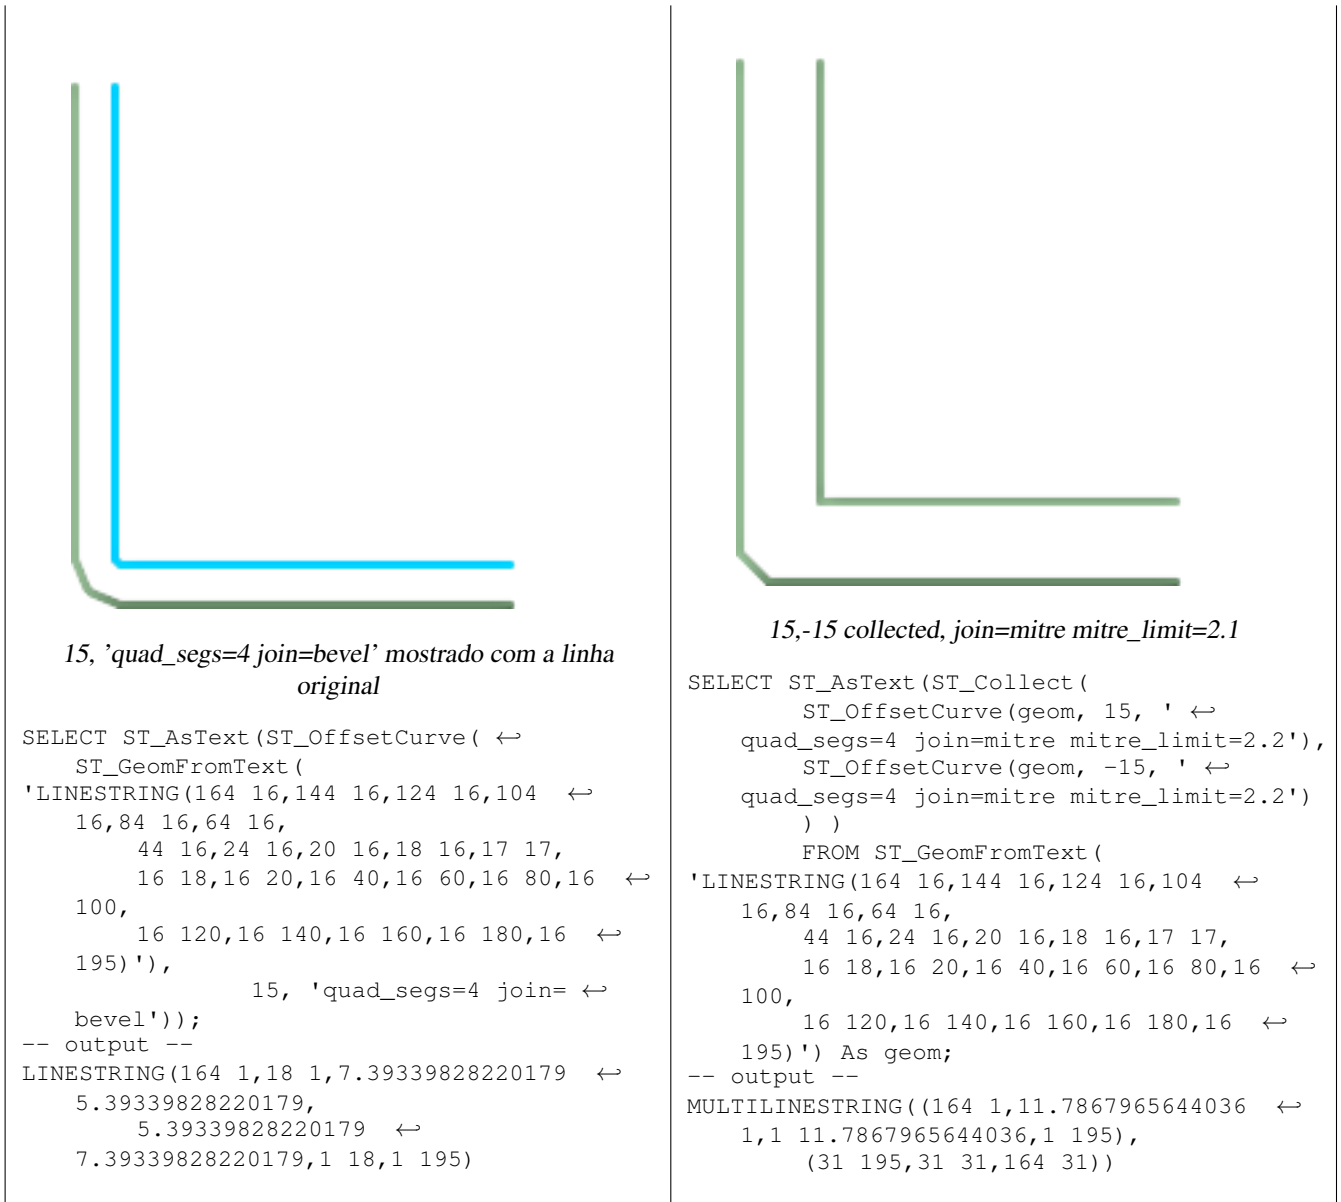 15, ’quad_segs=4 join=bevel’ mostrado com a linha
original
SELECT ST_AsText(ST_OffsetCurve( ↩
ST_GeomFromText(
'LINESTRING(164 16,144 16,124 16,104 ↩
16,84 16,64 16,
44 16,24 16,20 16,18 16,17 17,
16 18,16 20,16 40,16 60,16 80,16 ↩
100,
16 120,16 140,16 160,16 180,16 ↩
195)'),
15, 'quad_segs=4 join= ↩
bevel'));
-- output --
LINESTRING(164 1,18 1,7.39339828220179 ↩
5.39339828220179,
5.39339828220179 ↩
7.39339828220179,1 18,1 195)
15,-15 collected, join=mitre mitre_limit=2.1
SELECT ST_AsText(ST_Collect(
ST_OffsetCurve(geom, 15, ' ↩
quad_segs=4 join=mitre mitre_limit=2.2'),
ST_OffsetCurve(geom, -15, ' ↩
quad_segs=4 join=mitre mitre_limit=2.2')
) )
FROM ST_GeomFromText(
'LINESTRING(164 16,144 16,124 16,104 ↩
16,84 16,64 16,
44 16,24 16,20 16,18 16,17 17,
16 18,16 20,16 40,16 60,16 80,16 ↩
100,
16 120,16 140,16 160,16 180,16 ↩
195)') As geom;
-- output --
MULTILINESTRING((164 1,11.7867965644036 ↩
1,1 11.7867965644036,1 195),
(31 195,31 31,164 31))